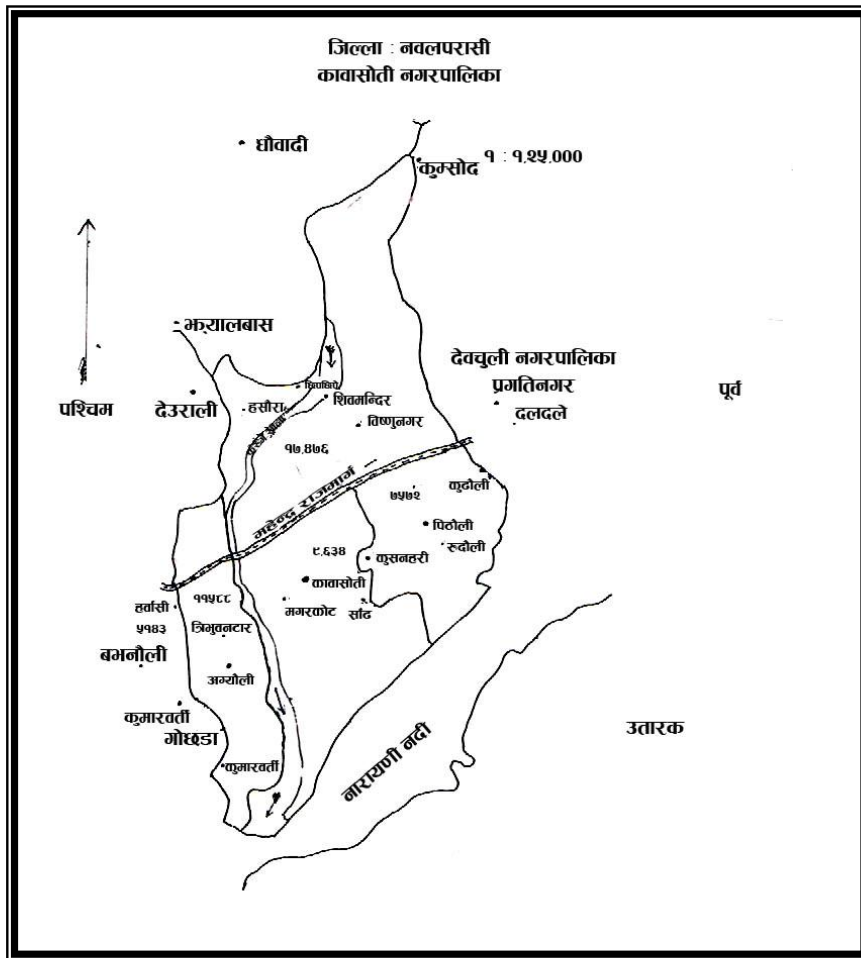 जिल्ला : नवलपरासी
कावासोती नगरपालिका
धौवादी
कुम्सोद
१ : १,२५,०००
झ्यालबास
देवचुली नगरपालिका
प्रगतिनगर
दलदले
पूर्व
पश्चिम
देउराली
हसौरा
शिवमन्दिर
विष्णुनगर
१७,४७६
महेन्द्र राजमार्ग
७५७२
कुढौली
पिठौली
रुदौली
९,६३४
कुसनहरी
कावासोती
मगरकोट
साँढ
११५८८
हर्वासी
५१४३
त्रिभुवनटार
बभनौली
अग्यौली
कुमारवर्ती
गोछडा
कुमारवर्ती
नारायणी नदी
उतारक